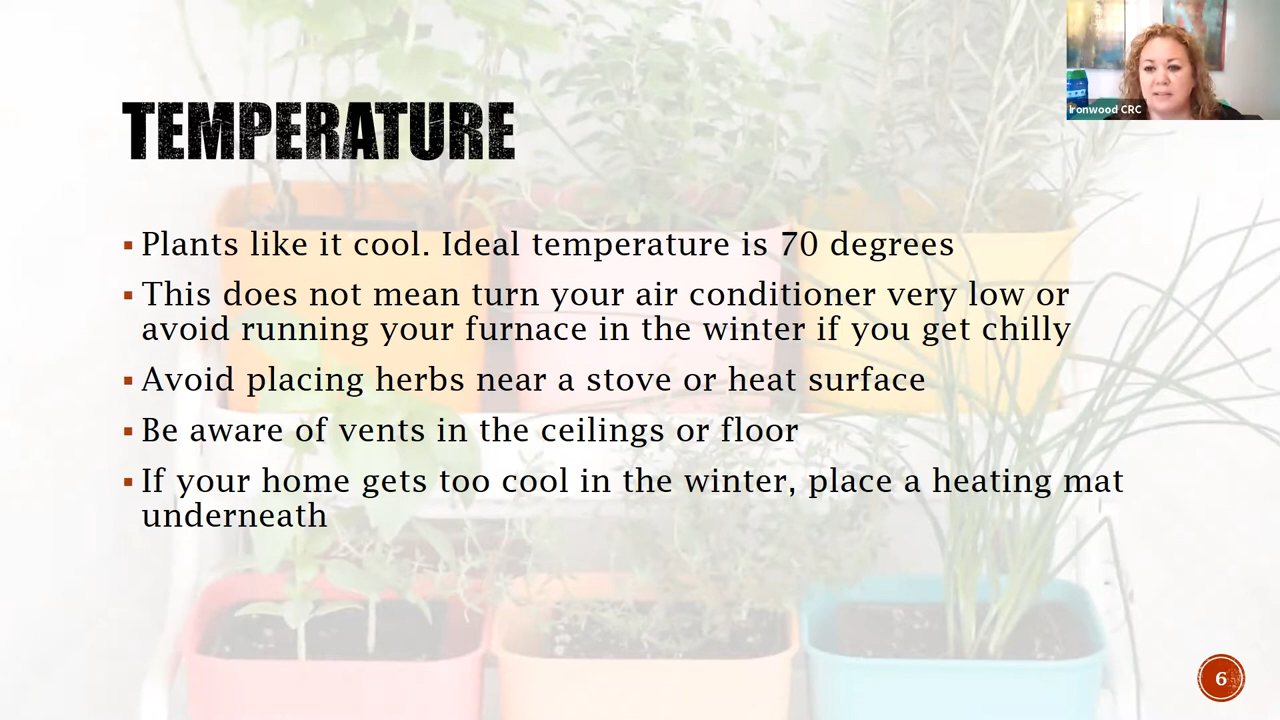 Ironwood CRC
TEMPERATURE
▪ Plants like it cool. Ideal temperature is 70 degrees
▪ This does not mean turn your air conditioner very low or
avoid running your furnace in the winter if you get chilly
▪ Avoid placing herbs near a stove or heat surface
▪ Be aware of vents in the ceilings or floor
▪ If your home gets too cool in the winter, place a heating mat
underneath
6